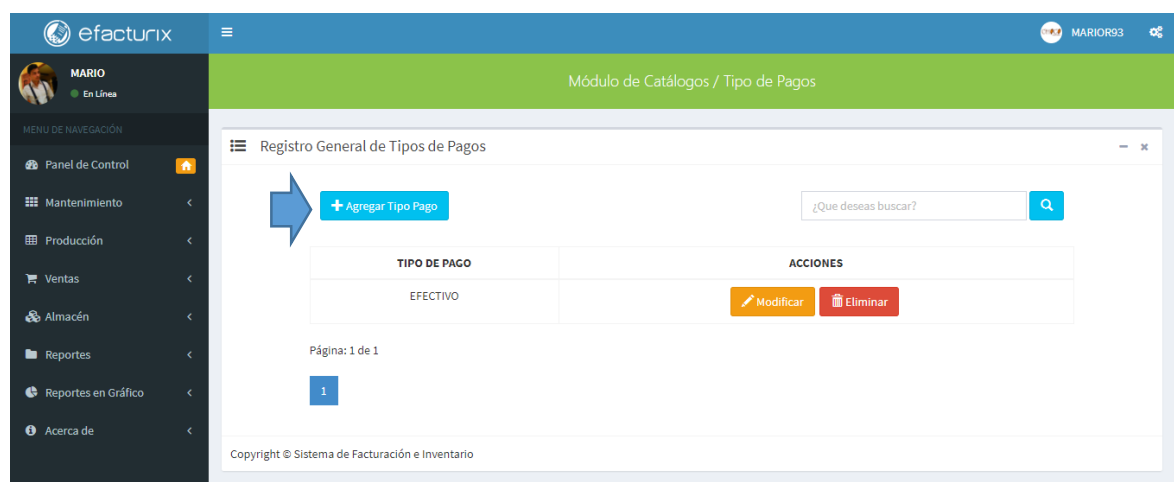 efacturix
MARIOR93
MARIO
En Línea
Módulo de Catálogos / Tipo de Pagos
MENU DE NAVEGACIÓN
Panel de Control
Mantenimiento
Producción
Ventas
Almacén
Reportes
Reportes en Gráfico
Acerca de
Registro General de Tipos de Pagos
Agregar Tipo Pago
¿Que deseas buscar?
TIPO DE PAGO ACCIONES
EFECTIVO Modificar Eliminar
Página: 1 de 1
1
Copyright © Sistema de Facturación e Inventario